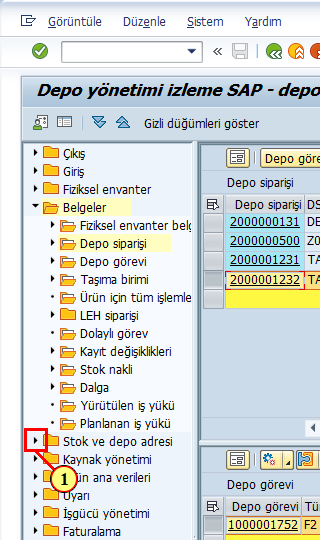 Görüntüle Düzenle Sistem Yardım
Depo yönetimi izleme SAP - depo
Gizli düğümleri göster
Çıkış
Giriş
Fiziksel envanter
Belgeler
Fiziksel envanter belg
Depo siparişi
Depo görevi
Taşıma birimi
Ürün için tüm işlemle
LEH siparişi
Dolaylı görev
Kayıt değişiklikleri
Stok nakli
Dalga
Yürütülen iş yükü
Planlanan iş yükü
Stok ve depo adresi
Kaynak yönetimi
1
ün ana verileri
Uyarı
İşgücü yönetimi
Faturalama
Depo göre
Depo siparişi
Depo siparişi DS
2000000131 DE
2000000500 Z0
2000001231 TA
2000001232 TA
Depo görevi
Depo görevi Tü
1000001752 F2